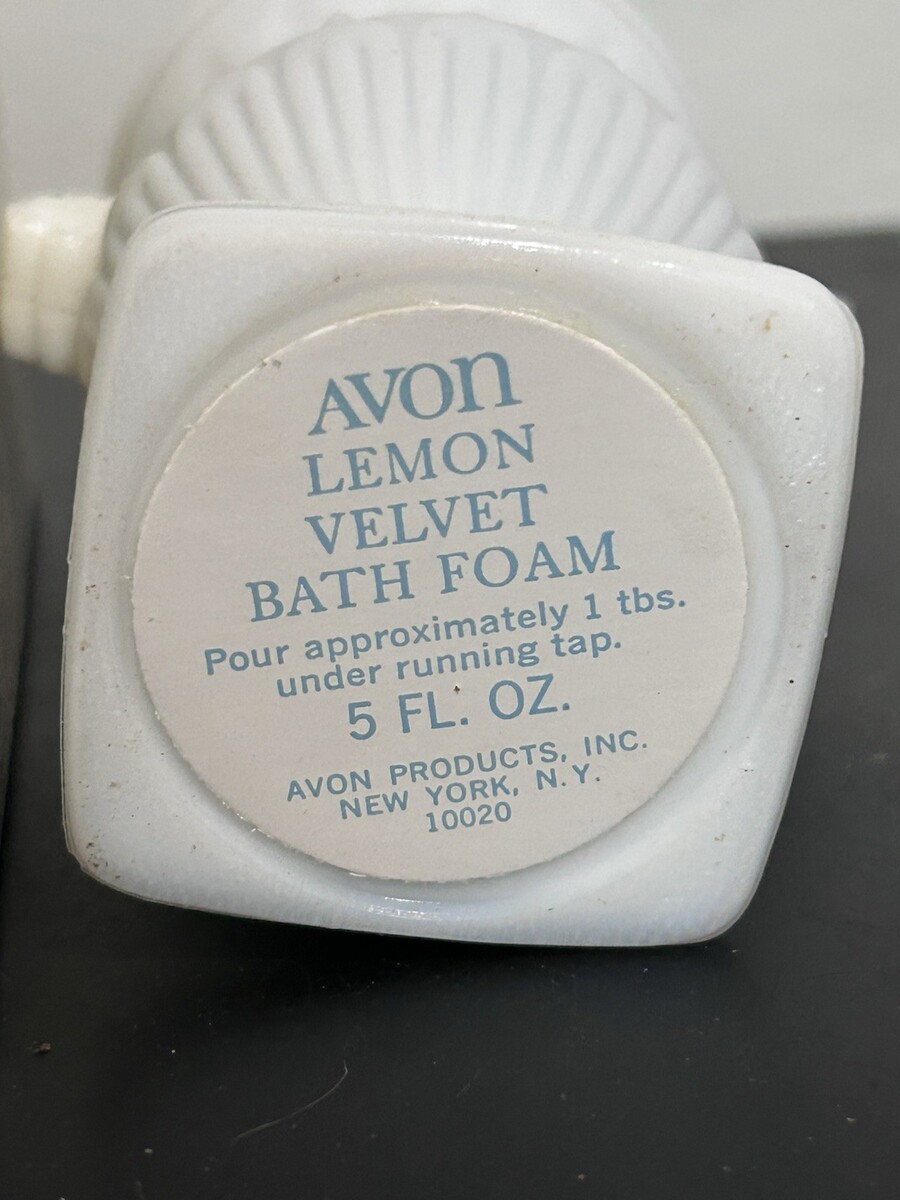 AVON
LEMON
VELVET
BATH FOAM
Pour approximately 1 tbs.
under running tap.
5 FL. OZ.
AVON PRODUCTS, INC.
NEW YORK, N.Y.
10020